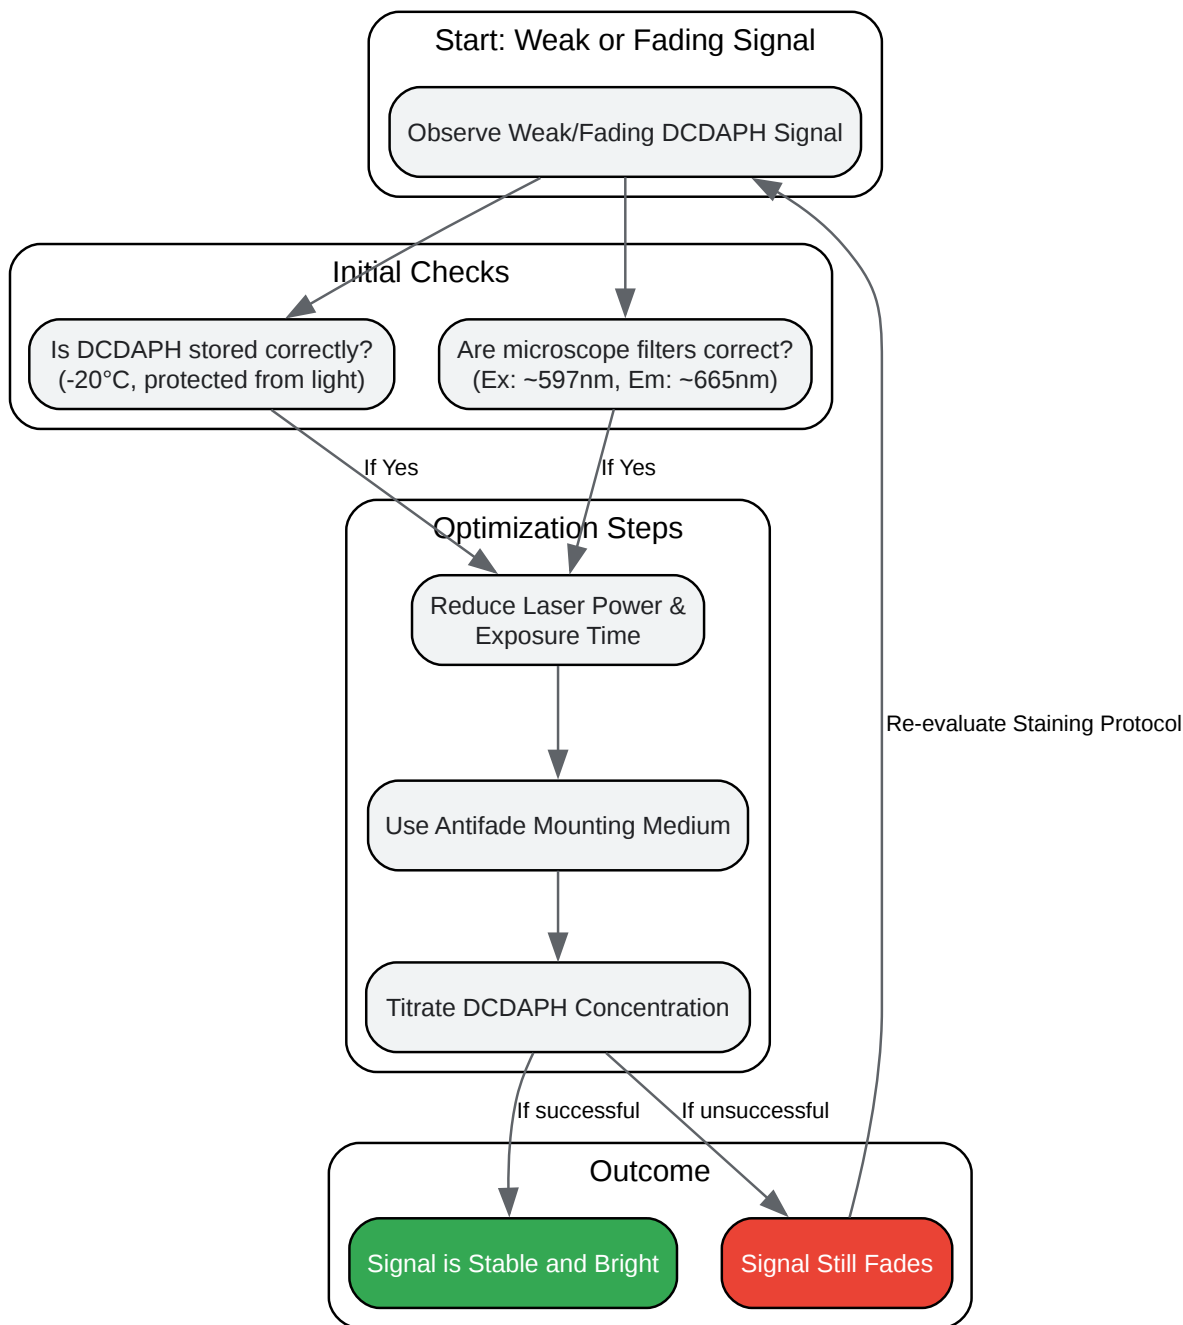 Start: Weak or Fading Signal
Observe Weak/Fading DCDAPH Signal
Initial Checks
Is DCDAPH stored correctly?
(-20°C, protected from light)
Are microscope filters correct?
(Ex: ~597nm, Em: ~665nm)
If Yes
If Yes
Optimization Steps
Reduce Laser Power &
Exposure Time
Re-evaluate Staining Protocol
Use Antifade Mounting Medium
Titrate DCDAPH Concentration
If successful
If unsuccessful
Outcome
Signal is Stable and Bright
Signal Still Fades